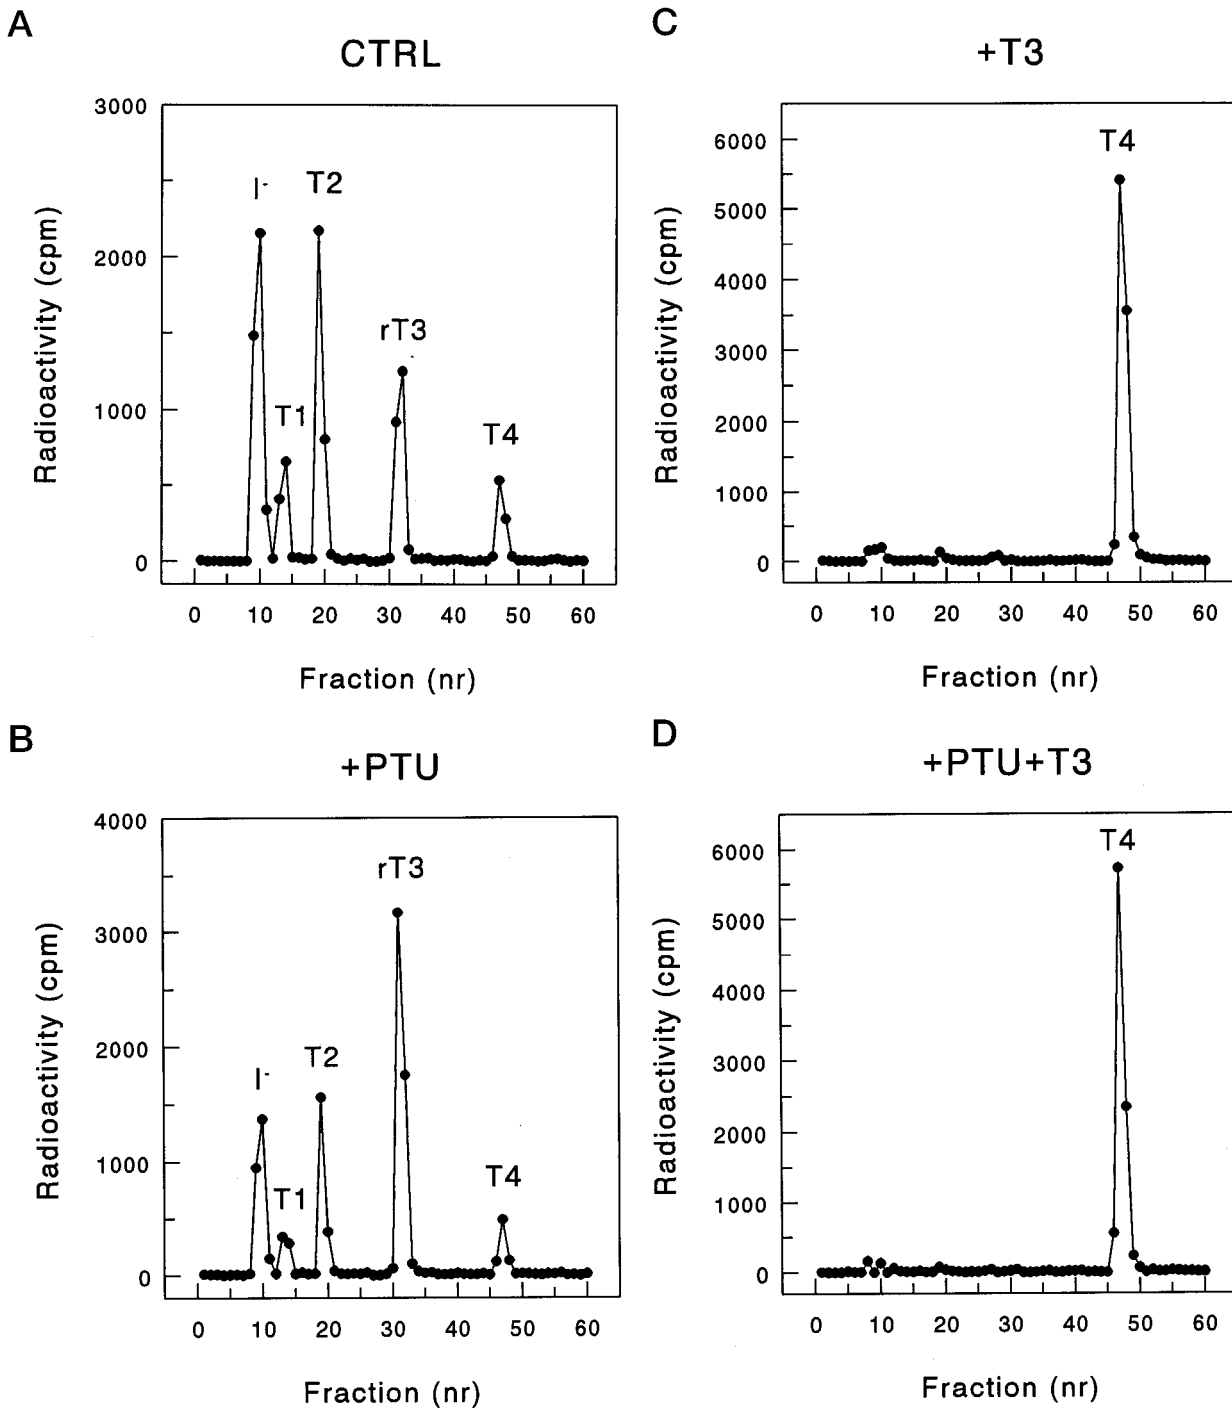 A
CTRL
3000
2000
1000
0
Radioactivity (cpm)
I-
T1
T2
rT3
T4
0 10 20 30 40 50 60
Fraction (nr)
B
+PTU
4000
3000
2000
1000
0
Radioactivity (cpm)
I-
T1
T2
rT3
T4
0 10 20 30 40 50 60
Fraction (nr)
C
+T3
6000
5000
4000
3000
2000
1000
0
Radioactivity (cpm)
T4
0 10 20 30 40 50 60
Fraction (nr)
D
+PTU+T3
6000
5000
4000
3000
2000
1000
0
Radioactivity (cpm)
T4
0 10 20 30 40 50 60
Fraction (nr)